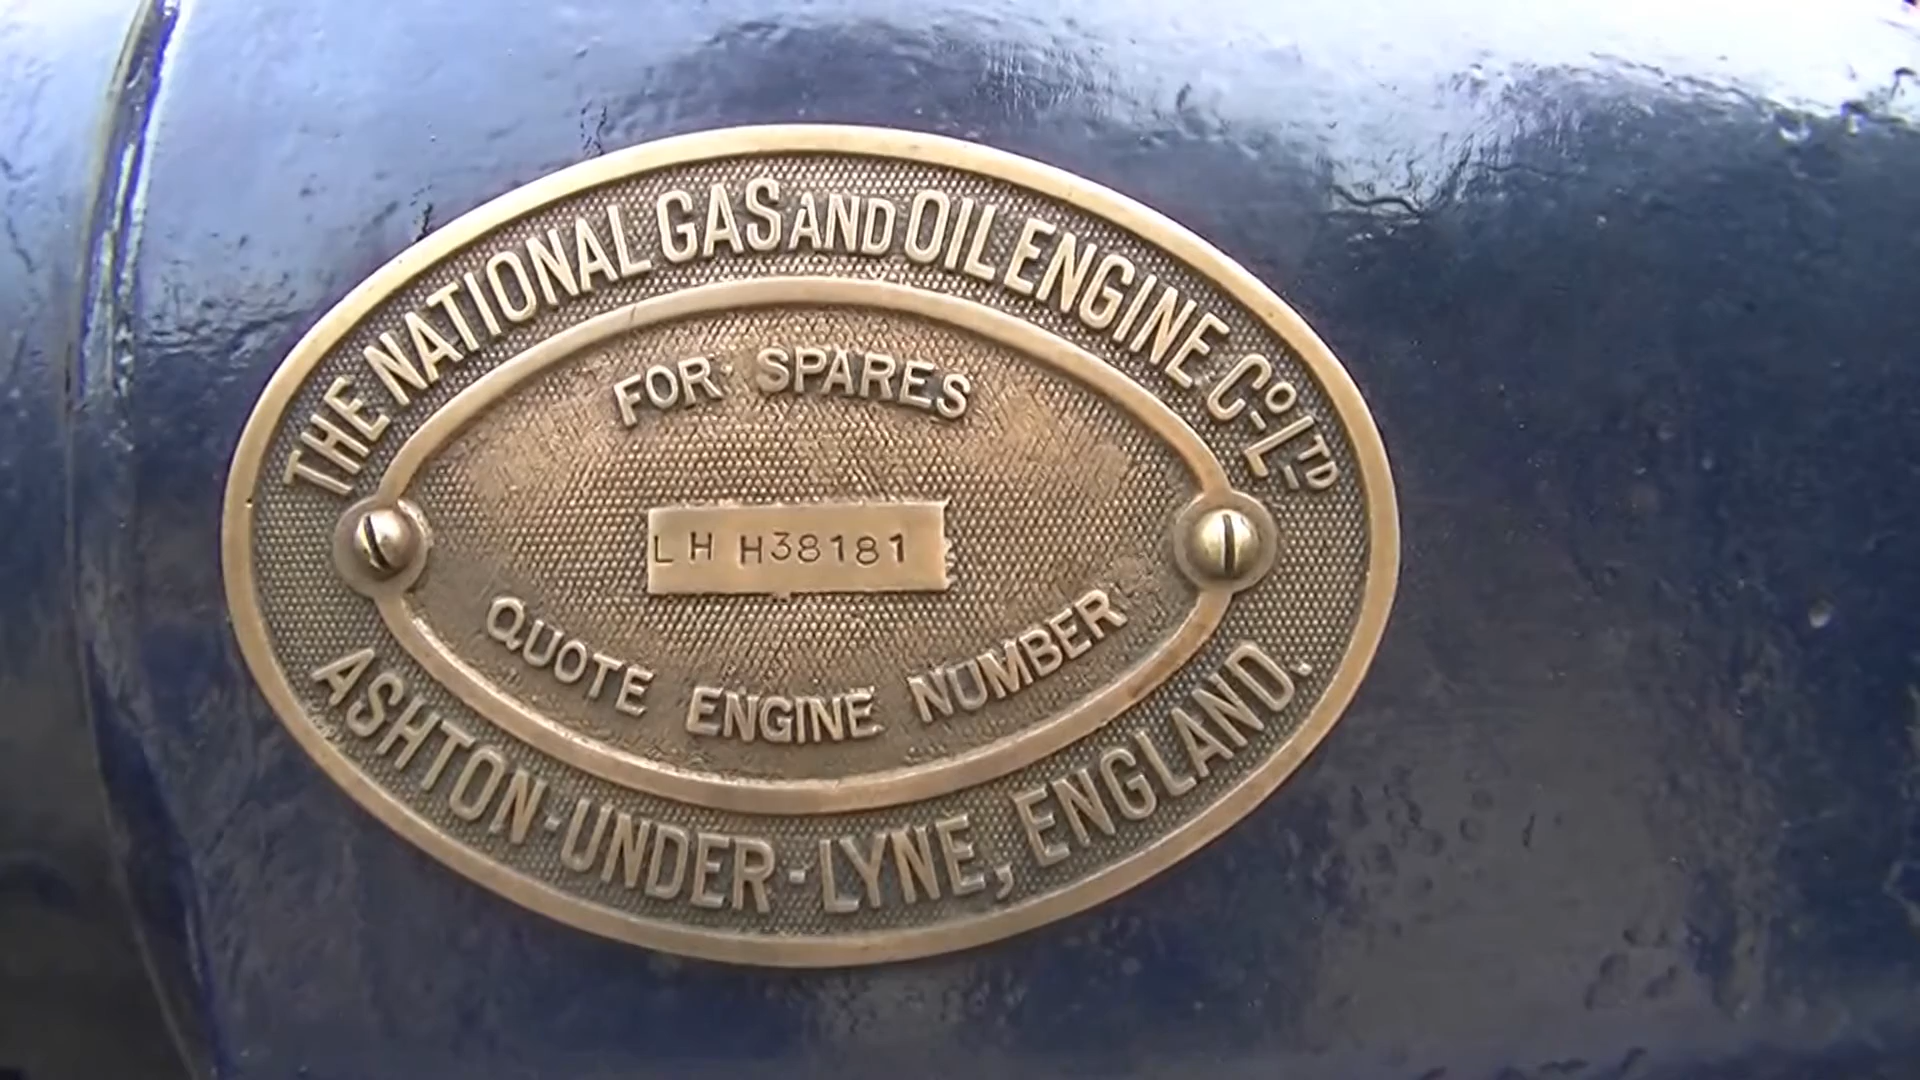 THE NATIONAL GAS AND OIL ENGINE Co LTD
FOR SPARES
LH H38181
QUOTE ENGINE NUMBER
ASHTON-UNDER-LYNE, ENGLAND.